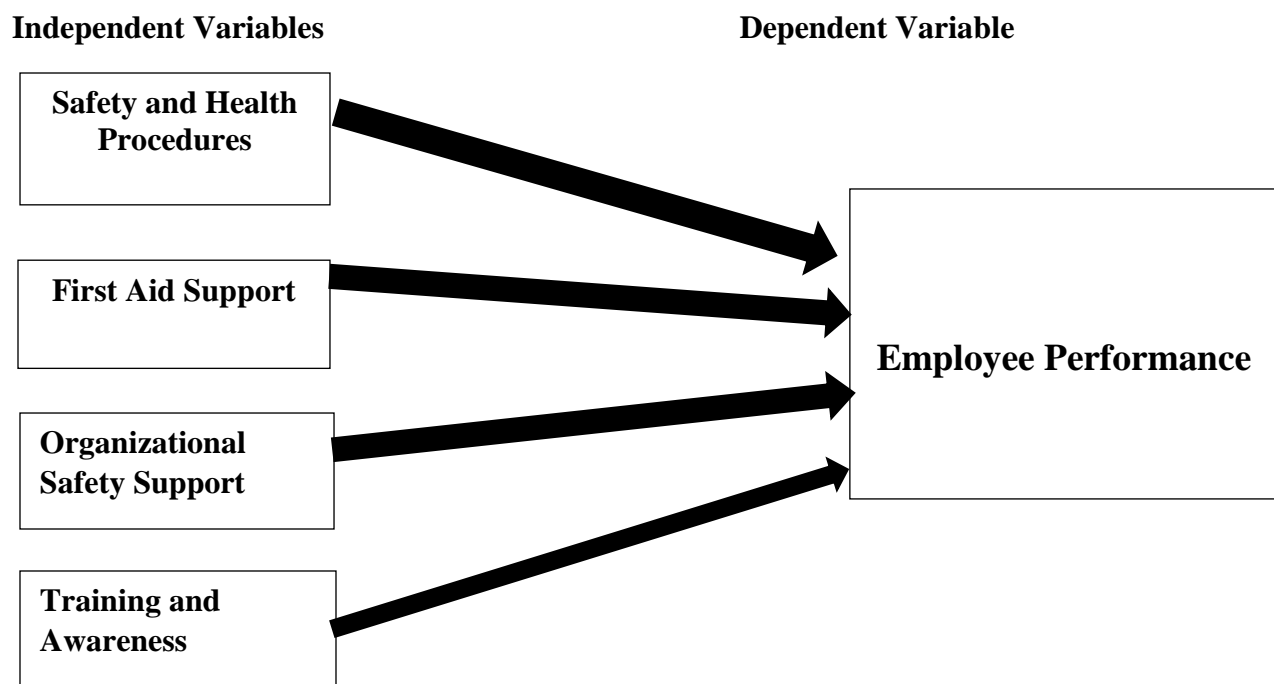 Independent Variables
Dependent Variable
Safety and Health
Procedures
First Aid Support
Employee Performance
Organizational
Safety Support
Training and
Awareness